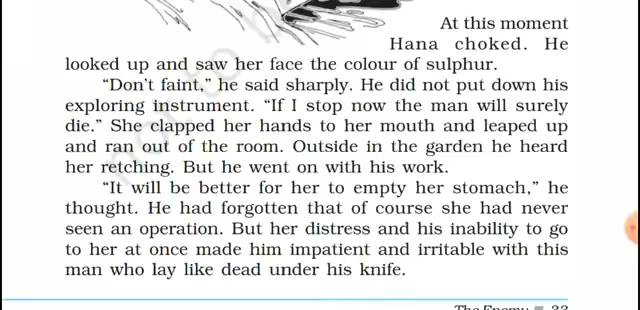 At this moment
Hana choked. He
looked up and saw her face the colour of sulphur.
“Don’t faint,” he said sharply. He did not put down his
exploring instrument. “If I stop now the man will surely
die.” She clapped her hands to her mouth and leaped up
and ran out of the room. Outside in the garden he heard
her retching. But he went on with his work.
“It will be better for her to empty her stomach,” he
thought. He had forgotten that of course she had never
seen an operation. But her distress and his inability to go
to her at once made him impatient and irritable with this
man who lay like dead under his knife.
The Enemy 33